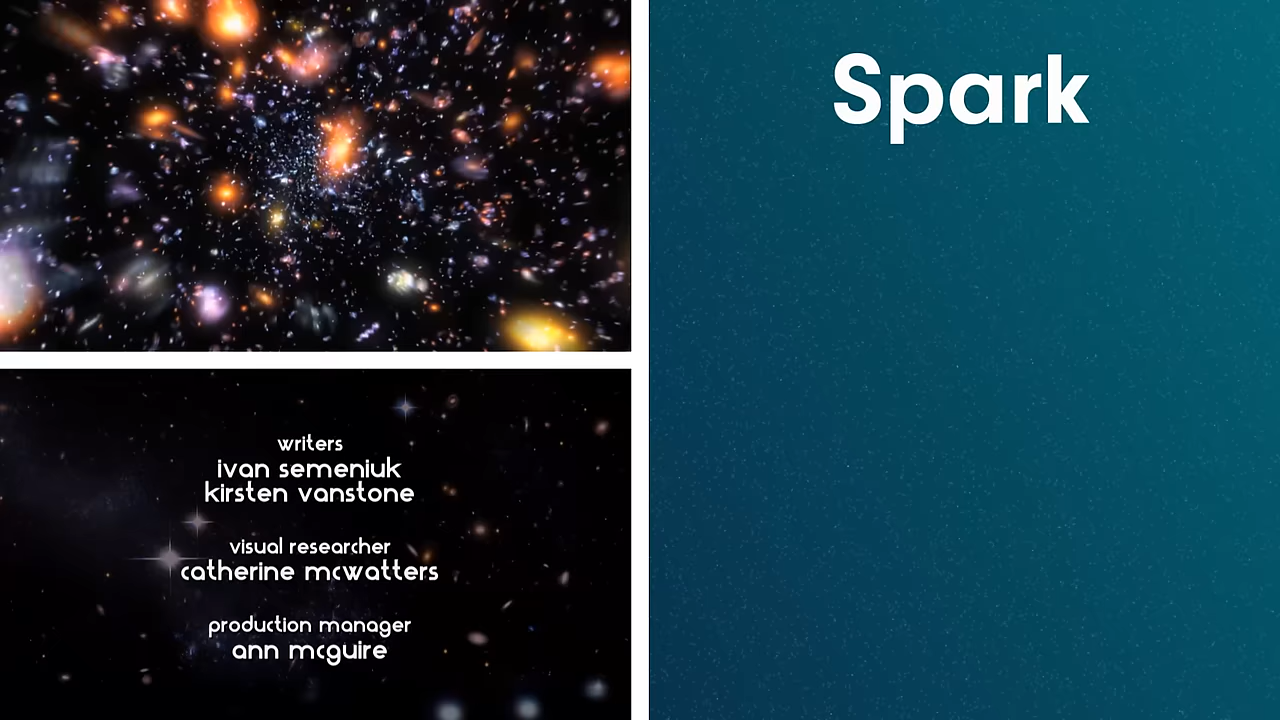 Spark
writers
ivan semeniuk
kirsten vanstone
visual researcher
catherine mcwatters
production manager
ann mcguire